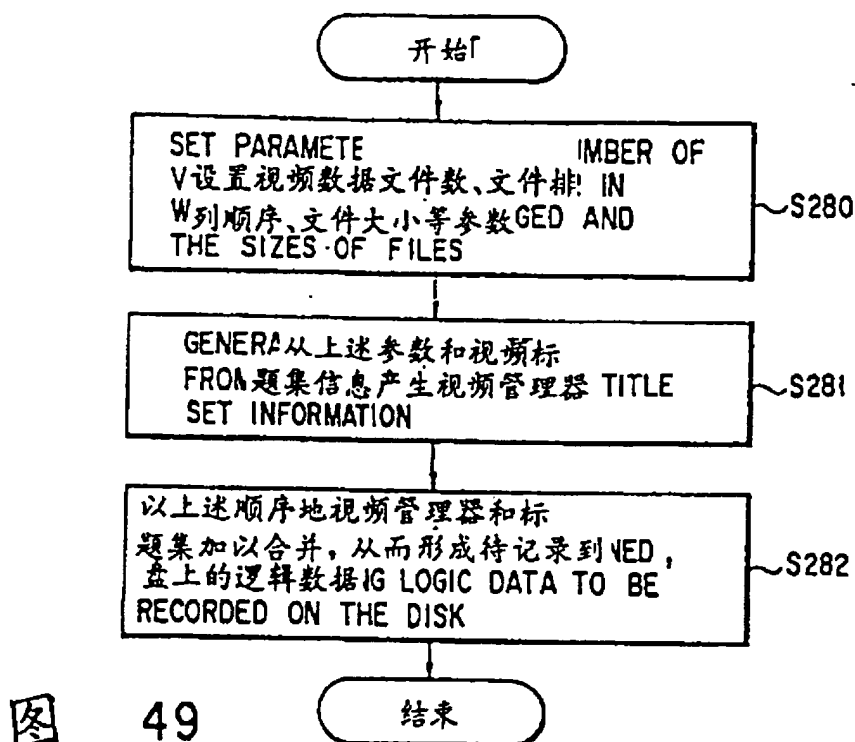 开始
SET PARAMETE IMBER OF
V设置视频数据文件数、文件排! IN
W列顺序、文件大小等参数GED AND
THE SIZES OF FILES
S280
GENERA从上述参数和视频标
FROM题集信息产生视频管理器 TITLE
SET INFORMATION
S281
以上述顺序地视频管理器和标
题集加以合并，从而形成待记录到NED,
盘上的逻辑数据IG LOGIC DATA TO BE
RECORDED ON THE DISK
S282
结束
图 49